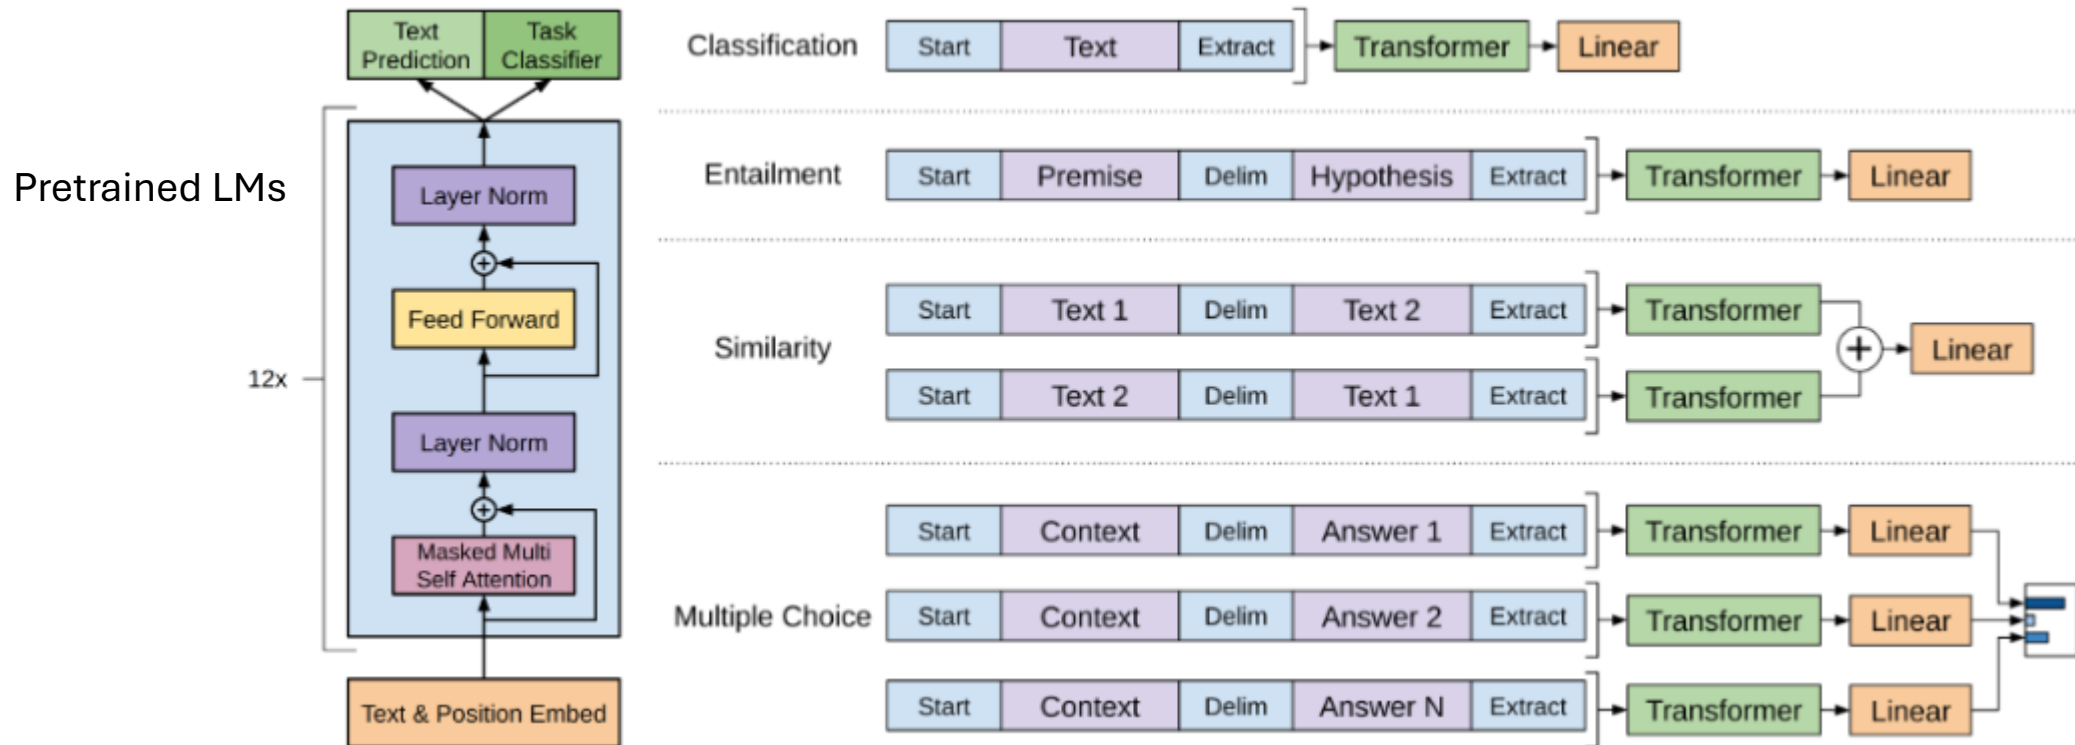 Pretrained LMs
Text
Prediction
Task
Classifier
12x
Layer Norm
+
Feed Forward
Layer Norm
+
Masked Multi
Self Attention
Text & Position Embed
Classification
Start Text Extract Transformer Linear
Entailment
Start Premise Delim Hypothesis Extract Transformer Linear
Similarity
Start Text 1 Delim Text 2 Extract Transformer
+ Linear
Start Text 2 Delim Text 1 Extract Transformer
Multiple Choice
Start Context Delim Answer 1 Extract Transformer Linear
Start Context Delim Answer 2 Extract Transformer Linear
Start Context Delim Answer N Extract Transformer Linear